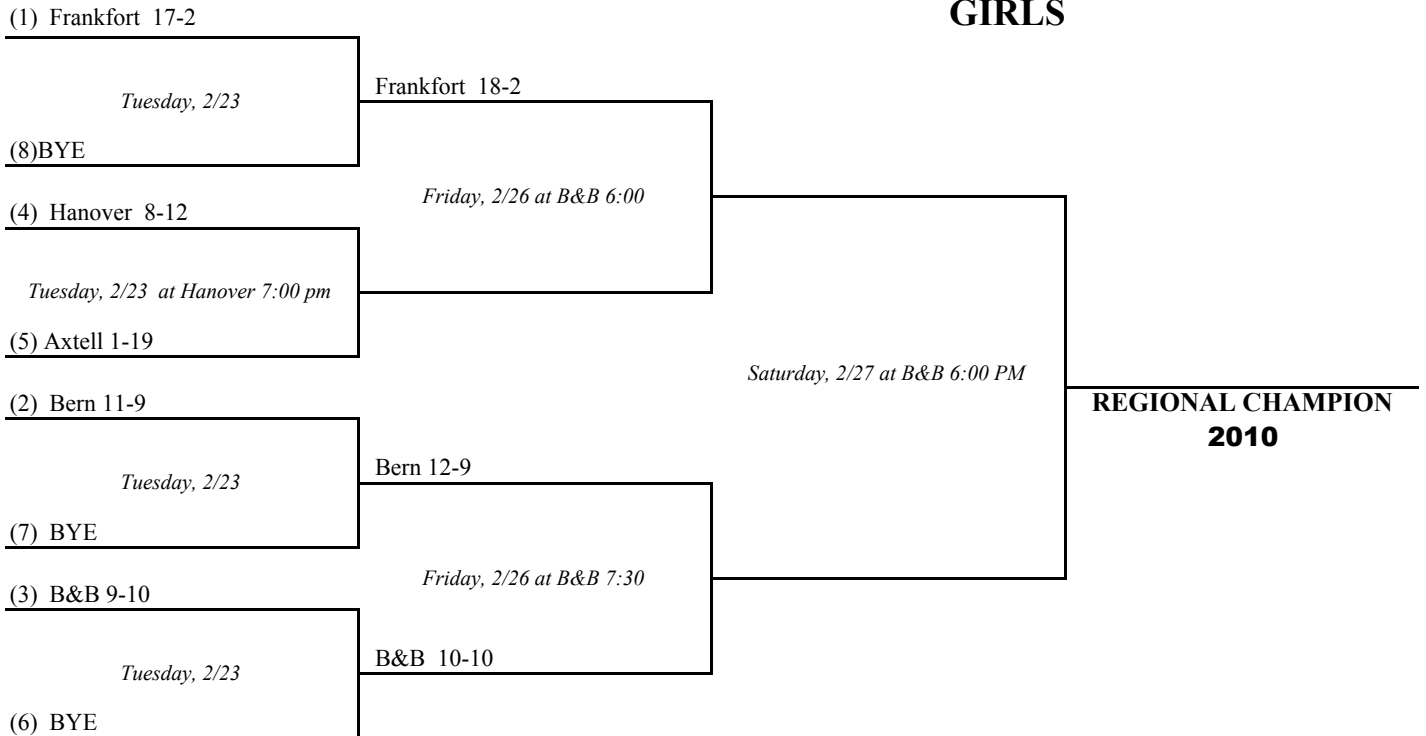 GIRLS
(1) Frankfort 17-2
Tuesday, 2/23
(8)BYE
Frankfort 18-2
Friday, 2/26 at B&B 6:00
(4) Hanover 8-12
Tuesday, 2/23 at Hanover 7:00 pm
(5) Axtell 1-19
Saturday, 2/27 at B&B 6:00 PM
REGIONAL CHAMPION
2010
(2) Bern 11-9
Tuesday, 2/23
(7) BYE
Bern 12-9
Friday, 2/26 at B&B 7:30
(3) B&B 9-10
Tuesday, 2/23
(6) BYE
B&B 10-10